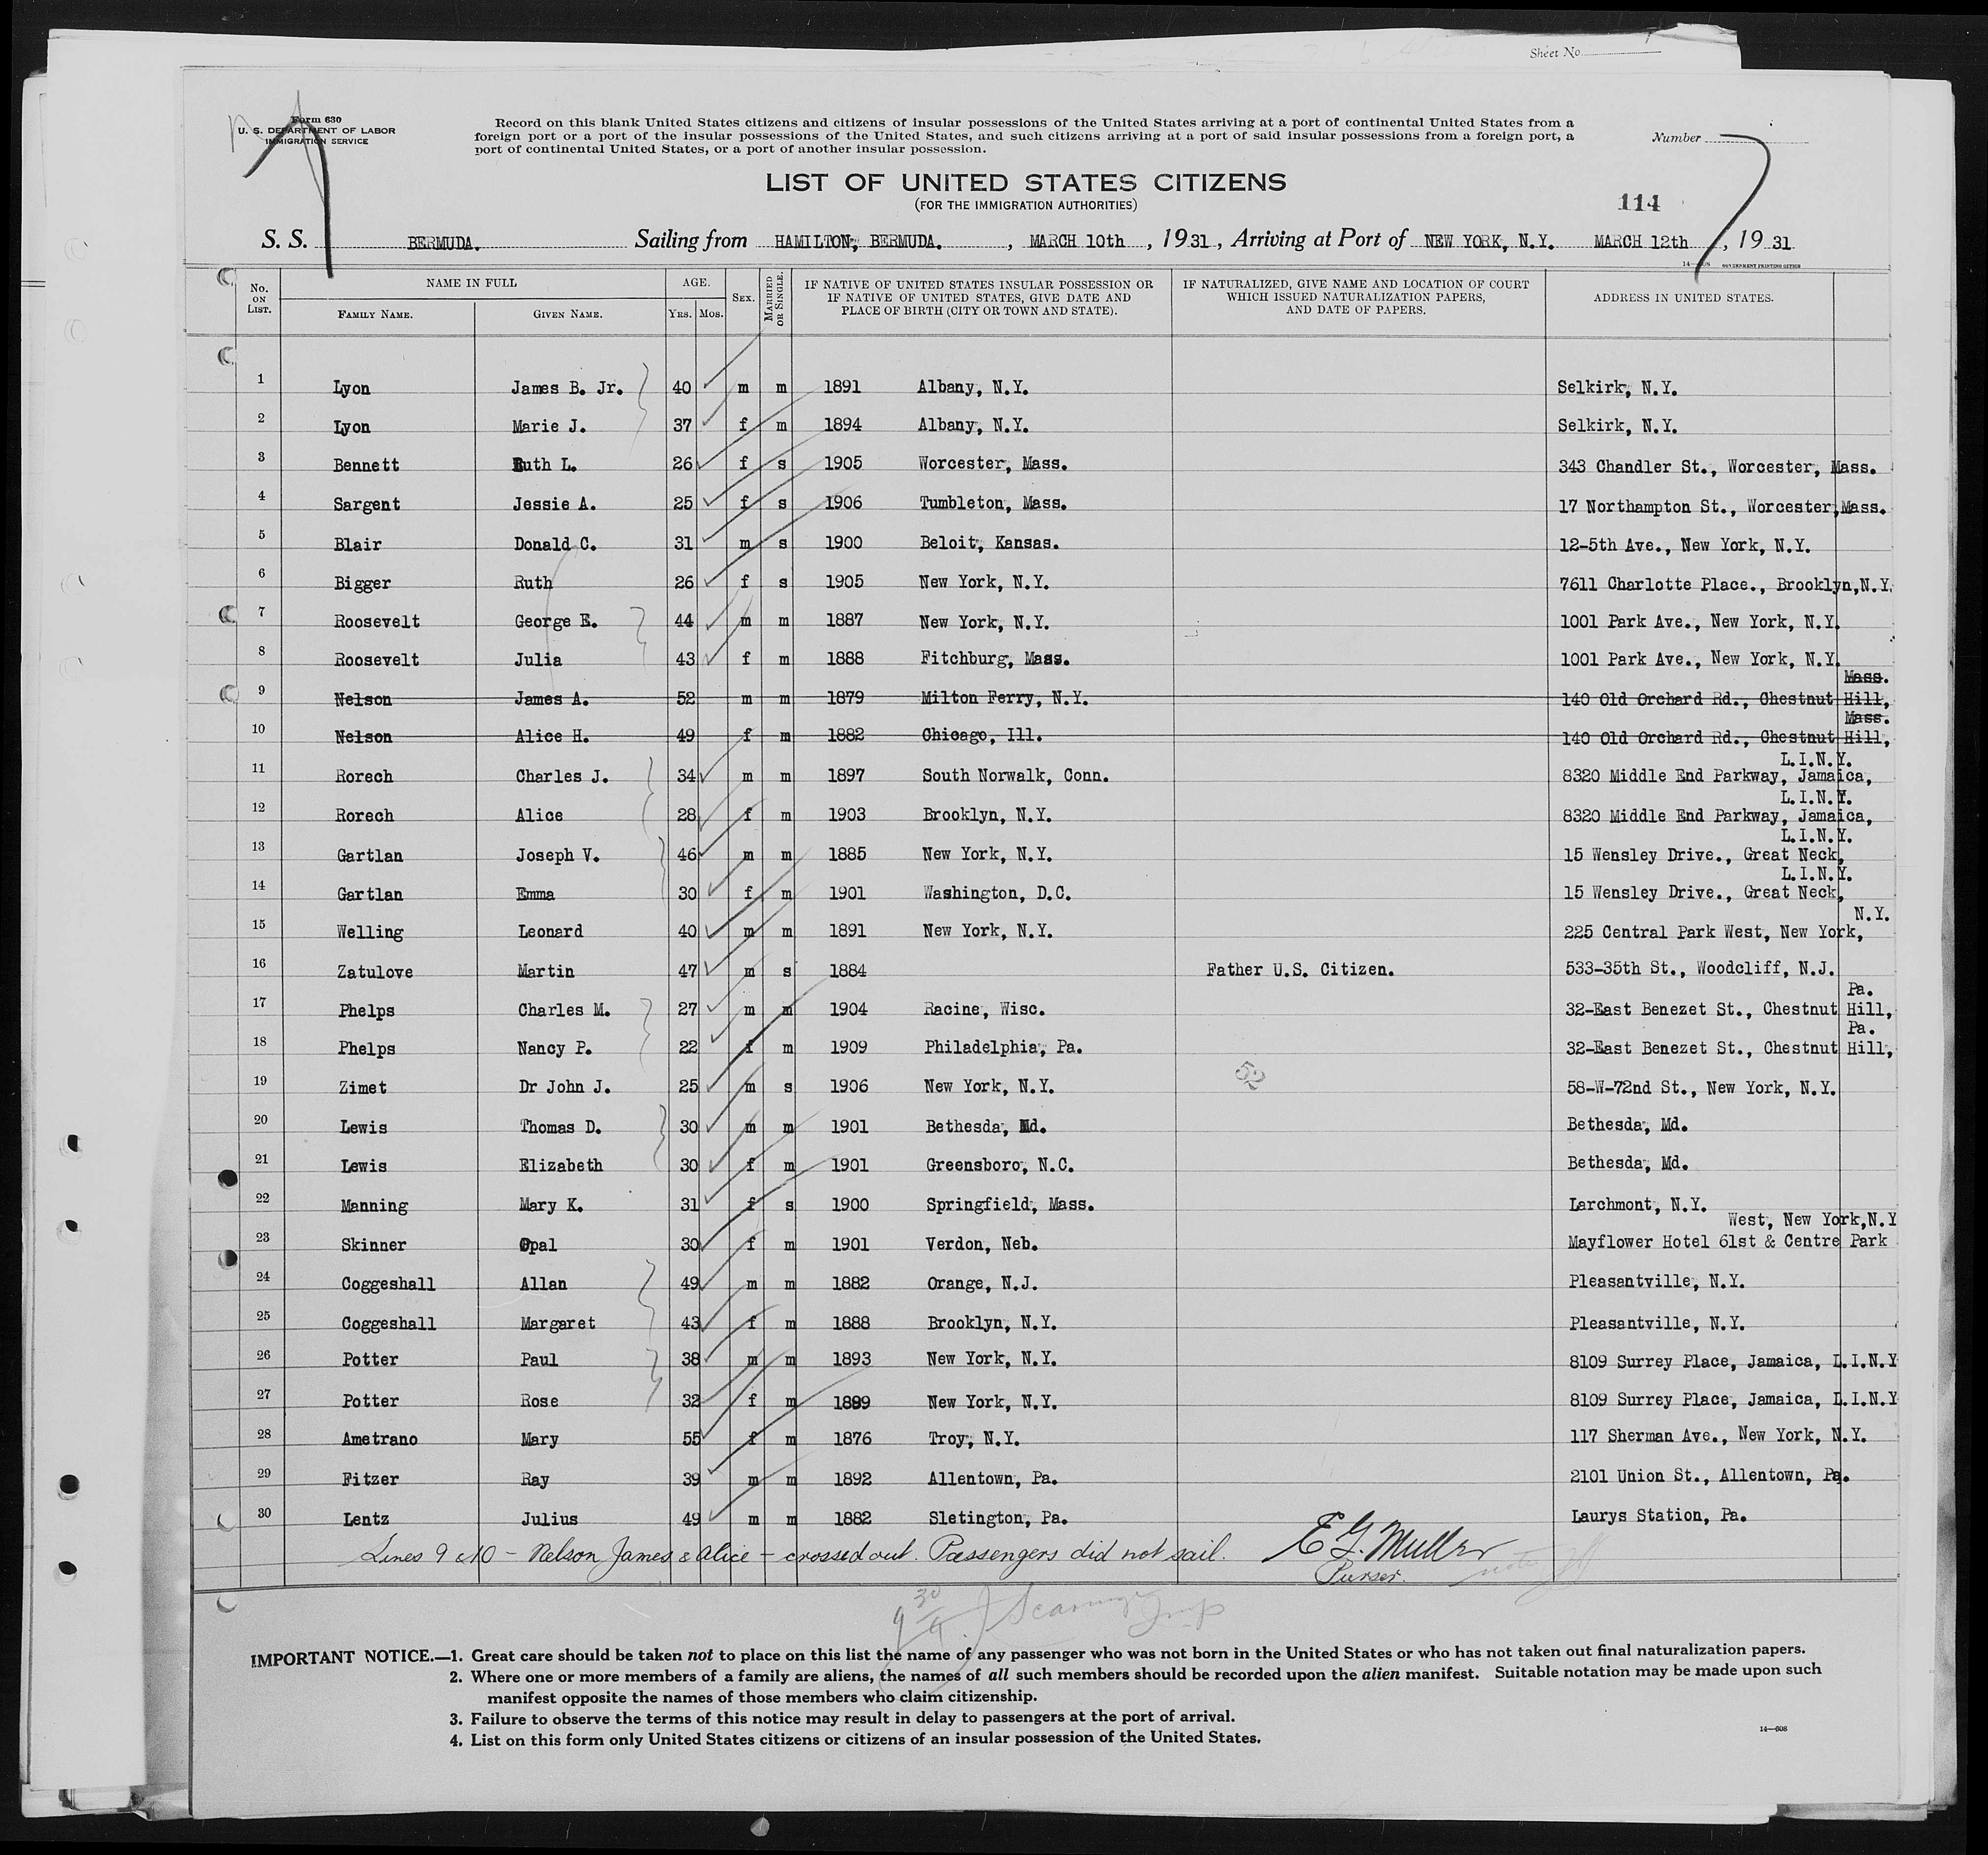 Sheet No.
Form 630
U. S. DEPARTMENT OF LABOR
IMMIGRATION SERVICE
Record on this blank United States citizens and citizens of insular possessions of the United States arriving at a port of continental United States from a
foreign port or a port of the insular possessions of the United States, and such citizens arriving at a port of said insular possessions from a foreign port, a
port of continental United States, or a port of another insular possession.
Number 7
LIST OF UNITED STATES CITIZENS
(FOR THE IMMIGRATION AUTHORITIES)
114
S. S. BERMUDA. Sailing from HAMILTON, BERMUDA. , MARCH 10th , 1931, Arriving at Port of NEW YORK, N.Y. MARCH 12th , 19 31
GOVERNMENT PRINTING OFFICE
No. ON LIST. NAME IN FULL FAMILY NAME. GIVEN NAME. AGE. YRS. MOS. SEX. MARRIED OR SINGLE. IF NATIVE OF UNITED STATES INSULAR POSSESSION OR IF NATIVE OF UNITED STATES, GIVE DATE AND PLACE OF BIRTH (CITY OR TOWN AND STATE). IF NATURALIZED, GIVE NAME AND LOCATION OF COURT WHICH ISSUED NATURALIZATION PAPERS, AND DATE OF PAPERS. ADDRESS IN UNITED STATES.
1 Lyon James B. Jr. 40 m m 1891 Albany, N.Y. Selkirk, N.Y.
2 Lyon Marie J. 37 f m 1894 Albany, N.Y. Selkirk, N.Y.
3 Bennett Ruth L. 26 f s 1905 Worcester, Mass. 343 Chandler St., Worcester, Mass.
4 Sargent Jessie A. 25 f s 1906 Tumbleton, Mass. 17 Northampton St., Worcester,Mass.
5 Blair Donald C. 31 m s 1900 Beloit, Kansas. 12-5th Ave., New York, N.Y.
6 Bigger Ruth 26 f s 1905 New York, N.Y. 7611 Charlotte Place., Brooklyn,N.Y.
7 Roosevelt George E. 44 m m 1887 New York, N.Y. 1001 Park Ave., New York, N.Y.
8 Roosevelt Julia 43 f m 1888 Fitchburg, Mass. 1001 Park Ave., New York, N.Y.
Mass.
9 Nelson James A. 52 m m 1879 Milton Ferry, N.Y. 140 Old Orchard Rd., Chestnut Hill,
Mass.
10 Nelson Alice H. 49 f m 1882 Chicago, Ill. 140 Old Orchard Rd., Chestnut Hill,
L.I.N.Y.
11 Rorech Charles J. 34 m m 1897 South Norwalk, Conn. 8320 Middle End Parkway, Jamaica,
L.I.N.Y.
12 Rorech Alice 28 f m 1903 Brooklyn, N.Y. 8320 Middle End Parkway, Jamaica,
L.I.N.Y.
13 Gartlan Joseph V. 46 m m 1885 New York, N.Y. 15 Wensley Drive., Great Neck,
L.I.N.Y.
14 Gartlan Emma 30 f m 1901 Washington, D.C. 15 Wensley Drive., Great Neck,
N.Y.
15 Welling Leonard 40 m m 1891 New York, N.Y. 225 Central Park West, New York,
16 Zatulove Martin 47 m s 1884 Father U.S. Citizen. 533-35th St., Woodcliff, N.J.
Pa.
17 Phelps Charles M. 27 m m 1904 Racine, Wisc. 32-East Benezet St., Chestnut Hill,
Pa.
18 Phelps Nancy P. 22 f m 1909 Philadelphia, Pa. 32-East Benezet St., Chestnut Hill,
52
19 Zimet Dr John J. 25 m s 1906 New York, N.Y. 58-W-72nd St., New York, N.Y.
20 Lewis Thomas D. 30 m m 1901 Bethesda, Md. Bethesda, Md.
21 Lewis Elizabeth 30 f m 1901 Greensboro, N.C. Bethesda, Md.
22 Manning Mary K. 31 f s 1900 Springfield, Mass. Larchmont, N.Y.
West, New York,N.Y
23 Skinner Opal 30 f m 1901 Verdon, Neb. Mayflower Hotel 61st & Centre Park
24 Coggeshall Allan 49 m m 1882 Orange, N.J. Pleasantville, N.Y.
25 Coggeshall Margaret 43 f m 1888 Brooklyn, N.Y. Pleasantville, N.Y.
26 Potter Paul 38 m m 1893 New York, N.Y. 8109 Surrey Place, Jamaica, L.I.N.Y
27 Potter Rose 32 f m 1899 New York, N.Y. 8109 Surrey Place, Jamaica, L.I.N.Y
28 Ametrano Mary 55 f m 1876 Troy, N.Y. 117 Sherman Ave., New York, N.Y.
29 Fitzer Ray 39 m m 1892 Allentown, Pa. 2101 Union St., Allentown, Pa.
30 Lentz Julius 49 m m 1882 Sletington, Pa. Laurys Station, Pa.
Lines 9 & 10 - Nelson James & Alice - crossed out. Passengers did not sail. E G. Muller
Purser.
IMPORTANT NOTICE.—1. Great care should be taken not to place on this list the name of any passenger who was not born in the United States or who has not taken out final naturalization papers.
2. Where one or more members of a family are aliens, the names of all such members should be recorded upon the alien manifest. Suitable notation may be made upon such
manifest opposite the names of those members who claim citizenship.
3. Failure to observe the terms of this notice may result in delay to passengers at the port of arrival.
4. List on this form only United States citizens or citizens of an insular possession of the United States.
14—608